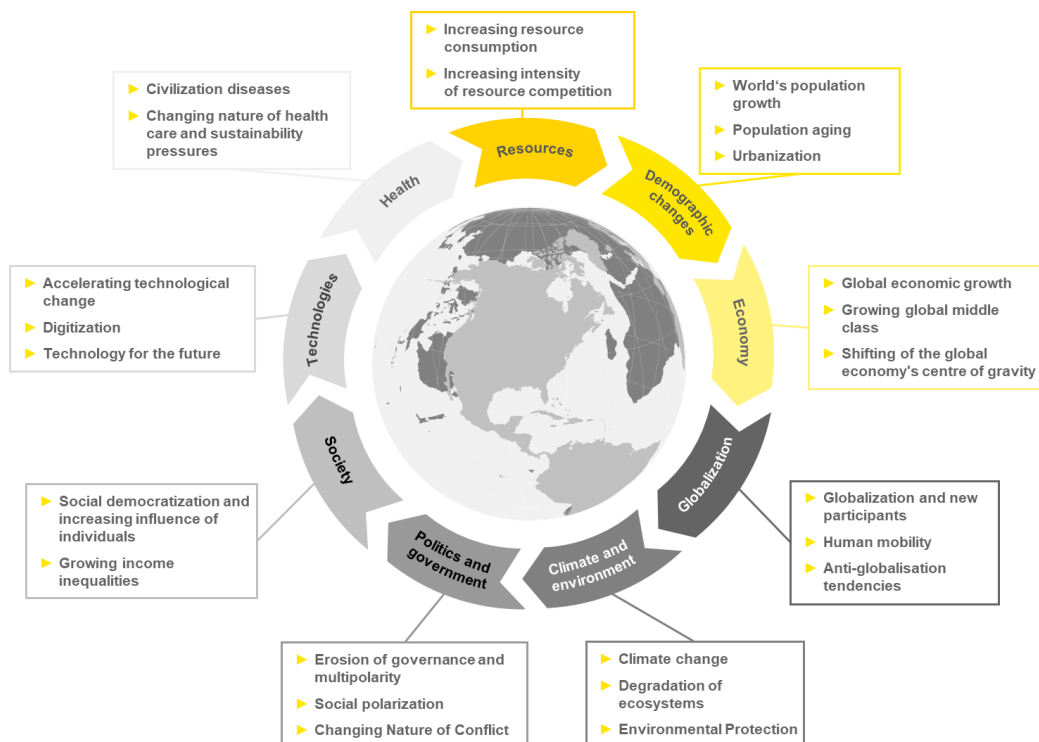 Increasing resource
consumption
Increasing intensity
of resource competition
Resources
World's population
growth
Population aging
Urbanization
Demographic
changes
Global economic growth
Growing global middle
class
Shifting of the global
economy's centre of gravity
Economy
Globalization and new
participants
Human mobility
Anti-globalisation
tendencies
Globalization
Climate change
Degradation of
ecosystems
Environmental Protection
Climate and
environment
Erosion of governance and
multipolarity
Social polarization
Changing Nature of Conflict
Politics and
government
Social democratization and
increasing influence of
individuals
Growing income
inequalities
Society
Accelerating technological
change
Digitization
Technology for the future
Technologies
Civilization diseases
Changing nature of health
care and sustainability
pressures
Health